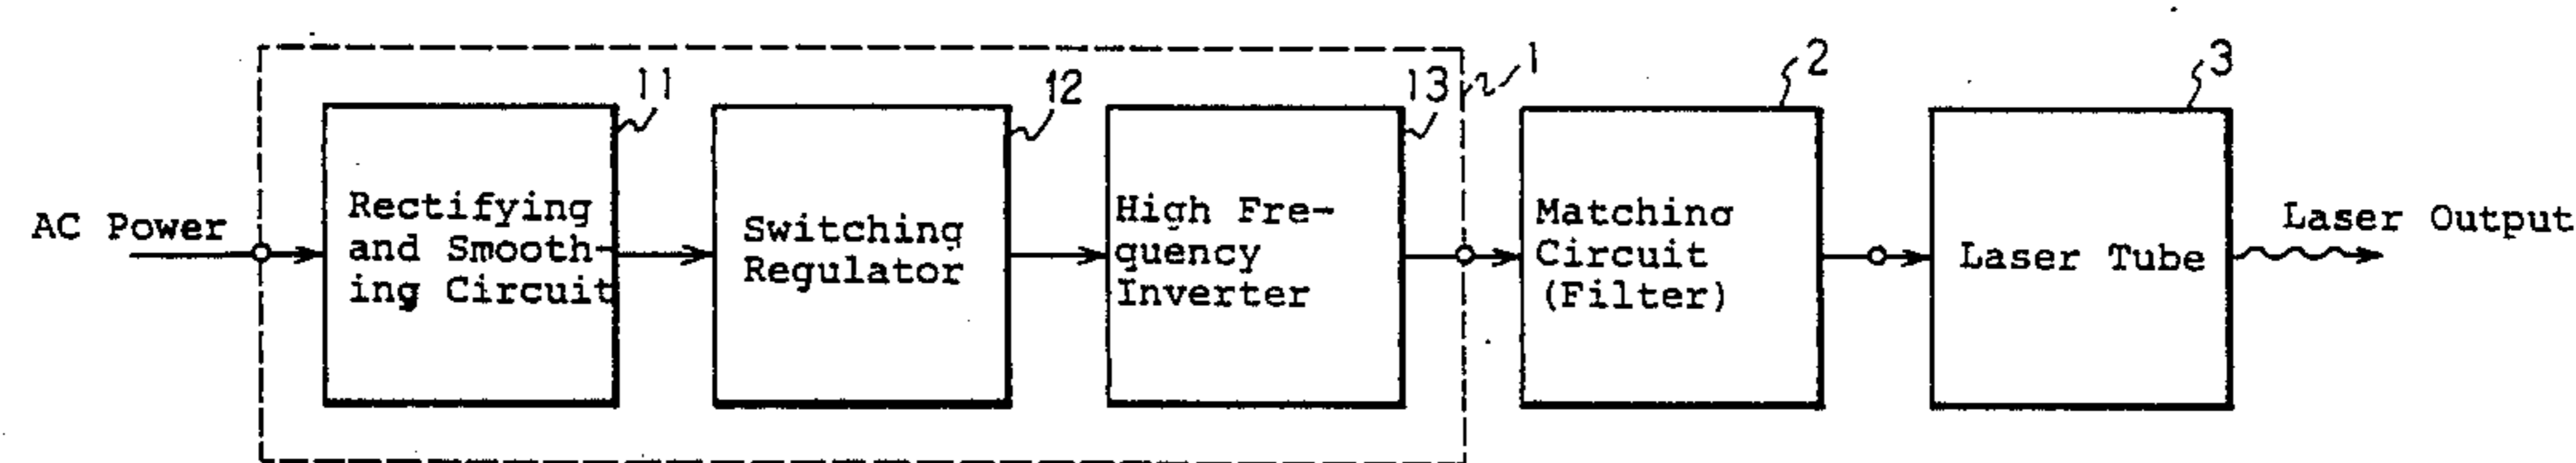 11
12
13
1
2
3
AC Power
Rectifying
and Smooth-
ing Circuit
Switching
Regulator
High Fre-
quency
Inverter
Matching
Circuit
(Filter)
Laser Tube
Laser Output